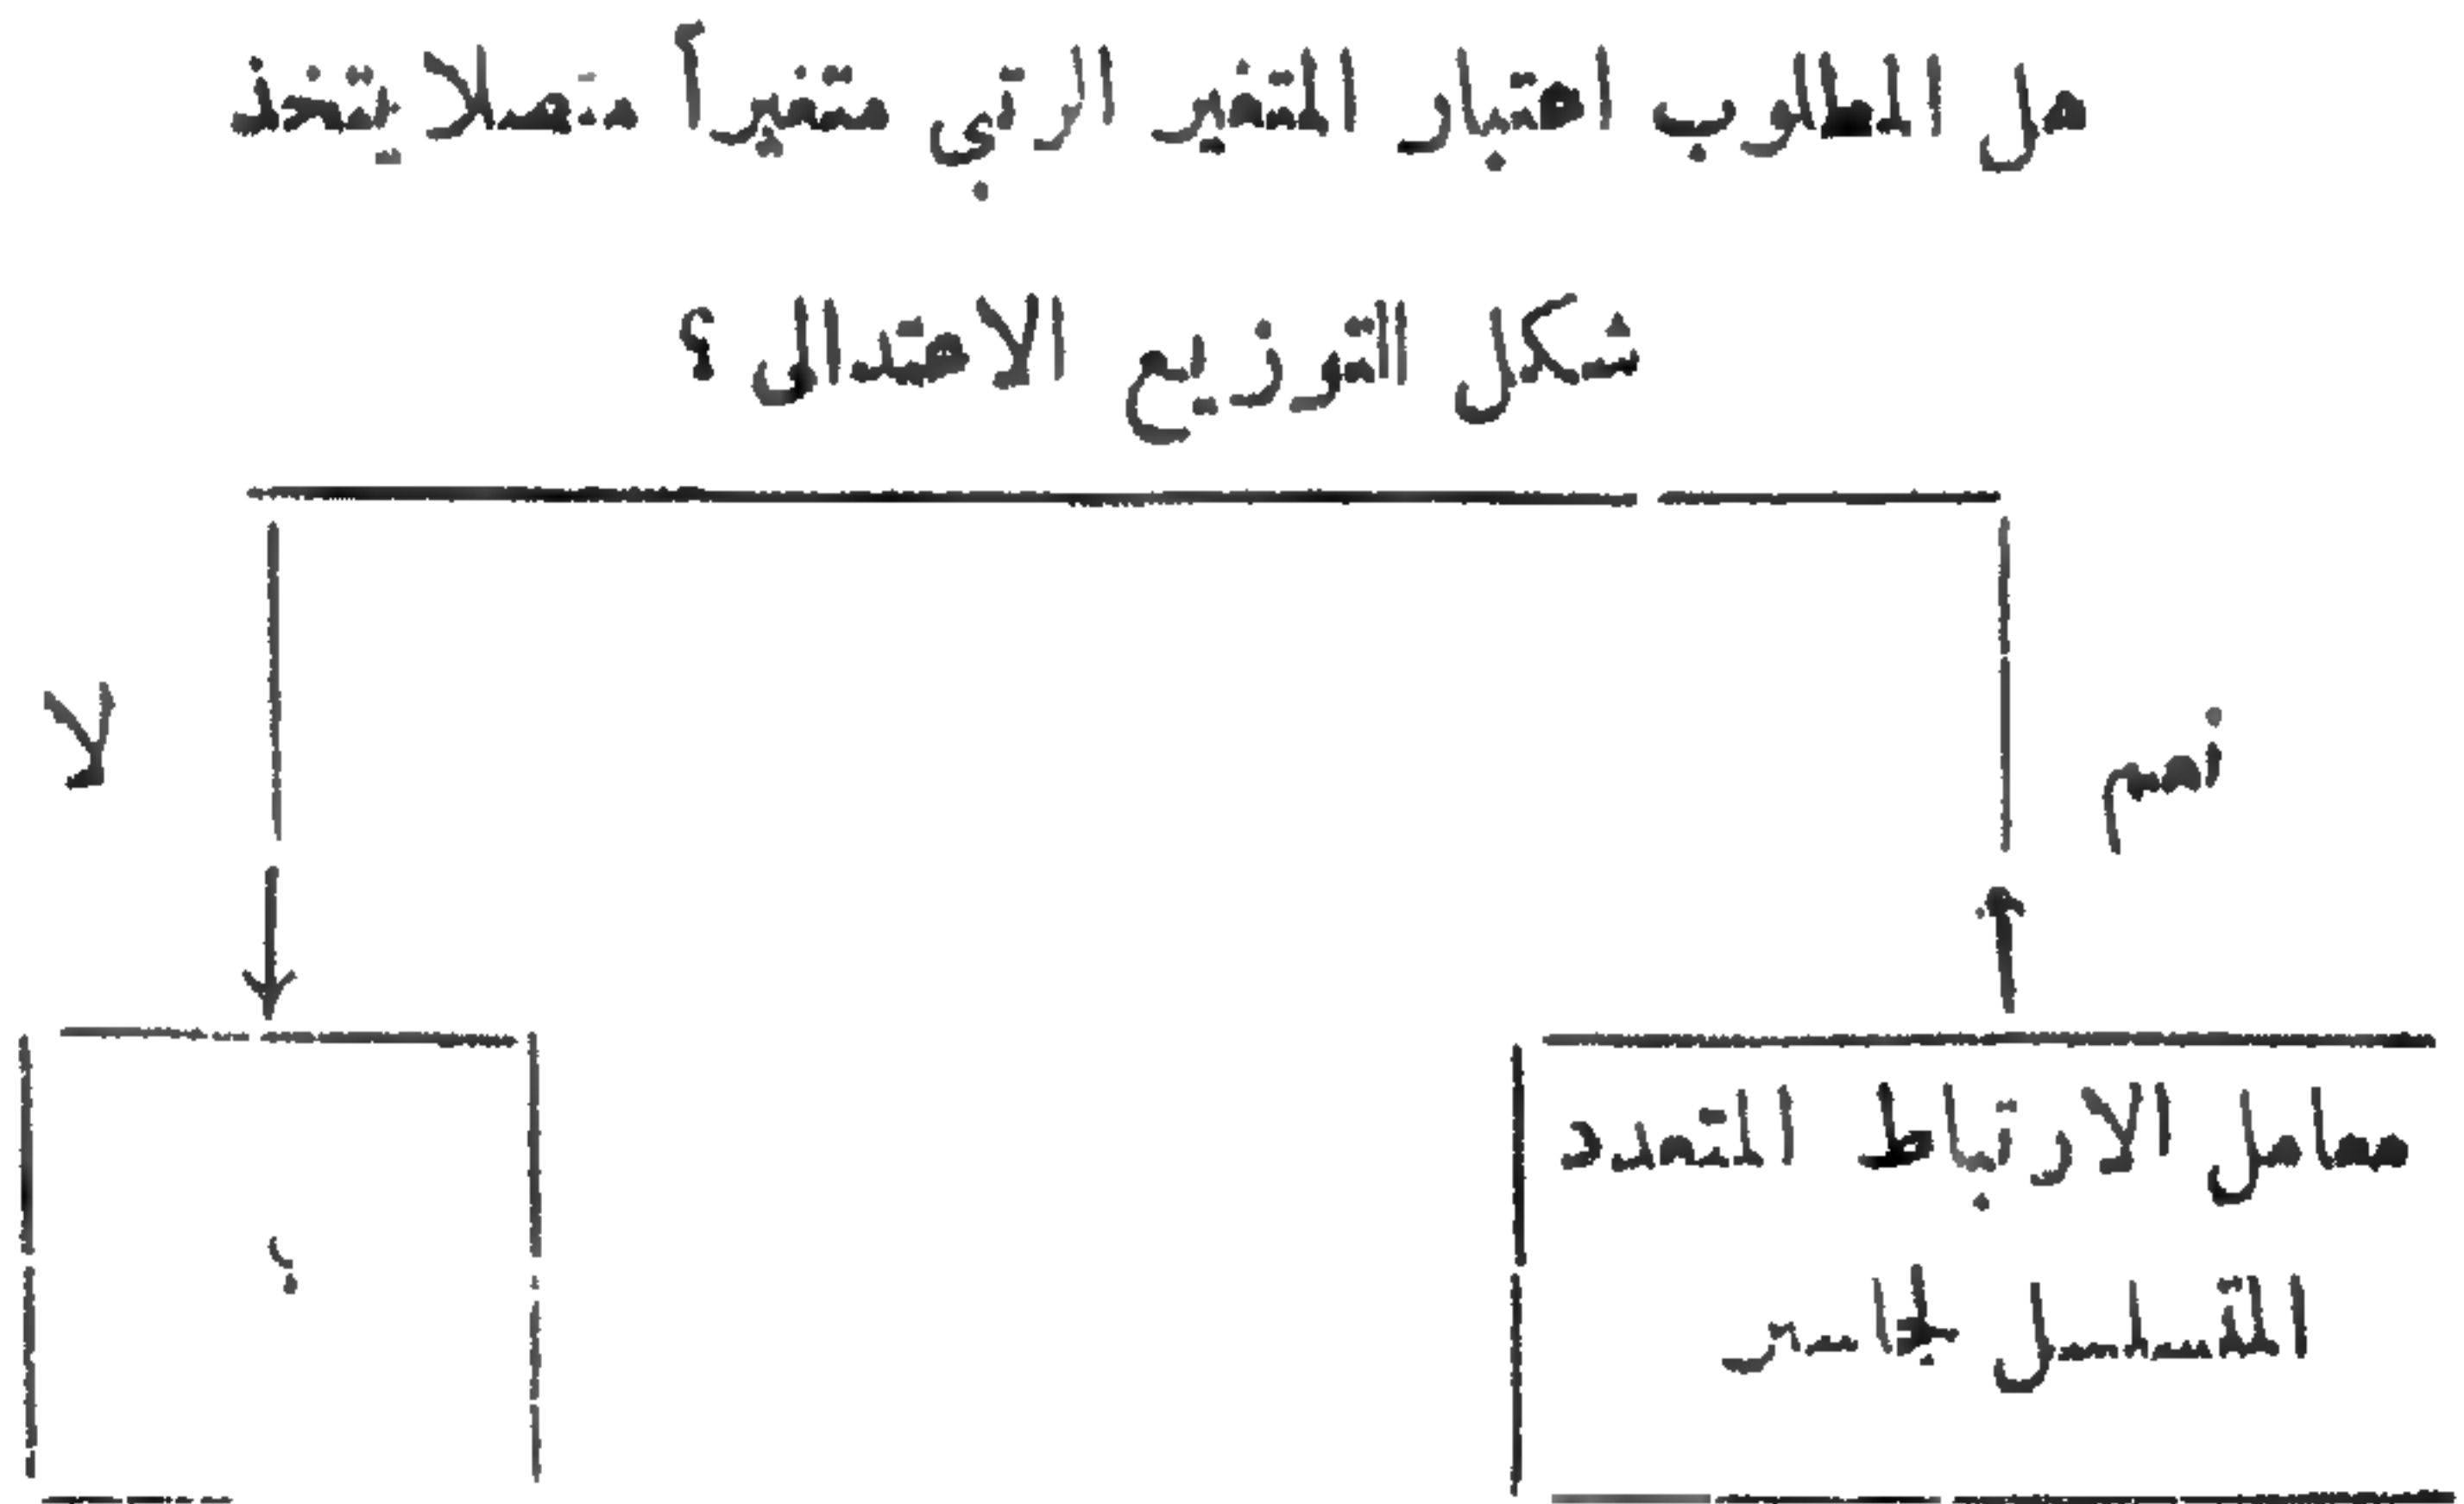 هل المطلوب اعتبار المتغير الرتبي متغيراً متصلا يتخذ
شكل التوزيع الاعتدالى ؟
نعم
لا
معامل الارتباط المتعدد
المتسلسل لجاسبر
؟